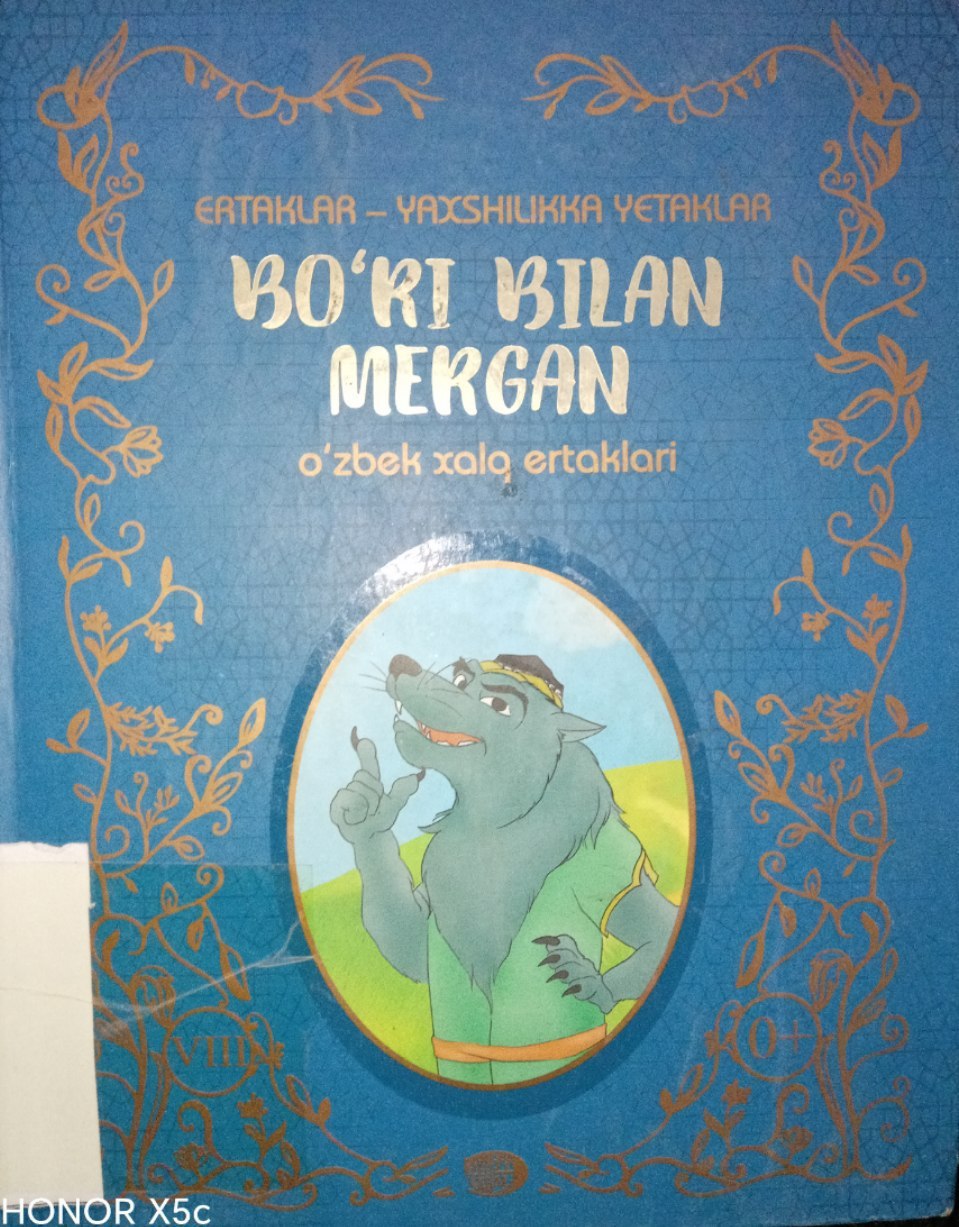 ERTAKLAR – YAXSHILIKKA YETAKLAR
BO‘RI BILAN
MERGAN
o‘zbek xalq ertaklari
VIII
0+
HONOR X5c